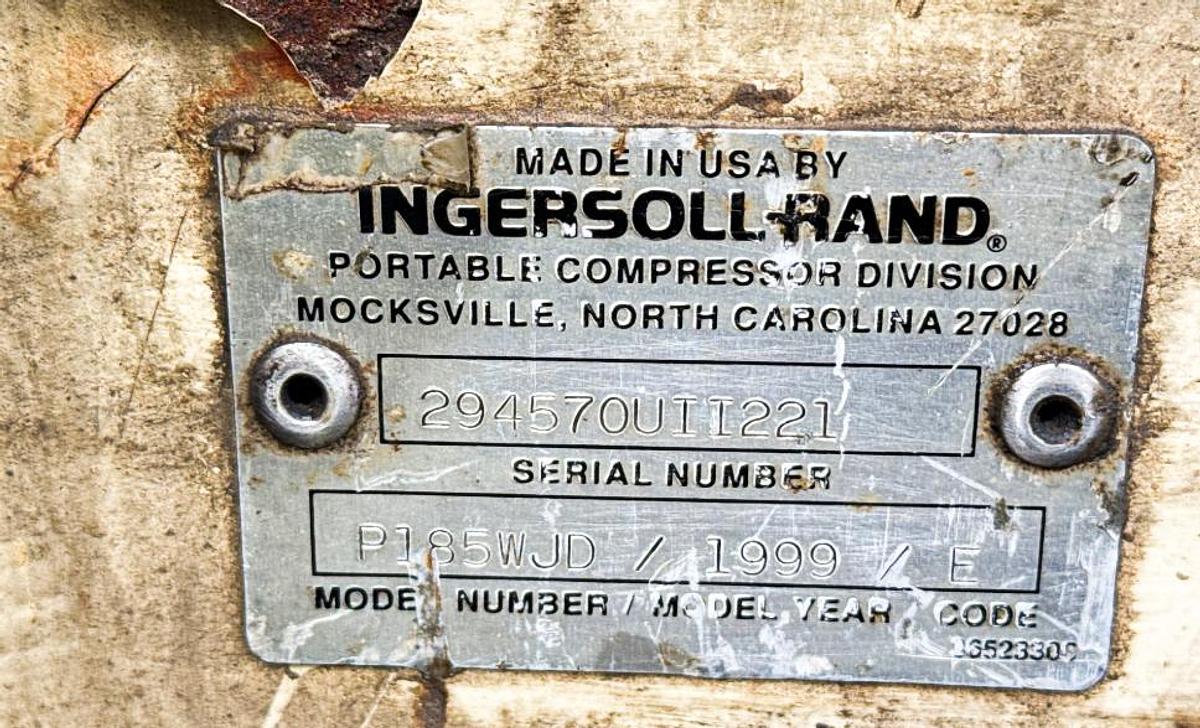 MADE IN USA BY
INGERSOLL-RAND®
PORTABLE COMPRESSOR DIVISION
MOCKSVILLE, NORTH CAROLINA 27028
294570UII221
SERIAL NUMBER
P185WJD / 1999 / E
MODEL NUMBER / MODEL YEAR / CODE